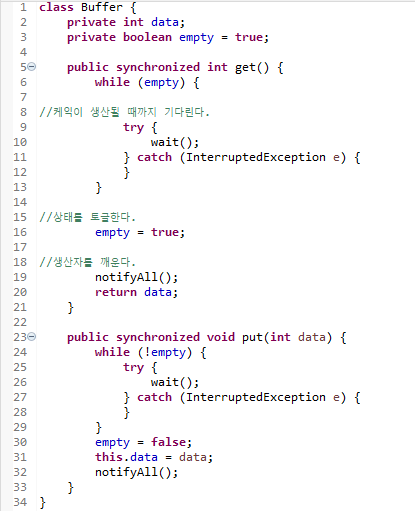 1 class Buffer {
2     private int data;
3     private boolean empty = true;
4
5     public synchronized int get() {
6         while (empty) {
7
8 //케익이 생산될 때까지 기다린다.
9             try {
10                 wait();
11             } catch (InterruptedException e) {
12             }
13         }
14
15 //상태를 토글한다.
16         empty = true;
17
18 //생산자를 깨운다.
19         notifyAll();
20         return data;
21     }
22
23     public synchronized void put(int data) {
24         while (!empty) {
25             try {
26                 wait();
27             } catch (InterruptedException e) {
28             }
29         }
30         empty = false;
31         this.data = data;
32         notifyAll();
33     }
34 }